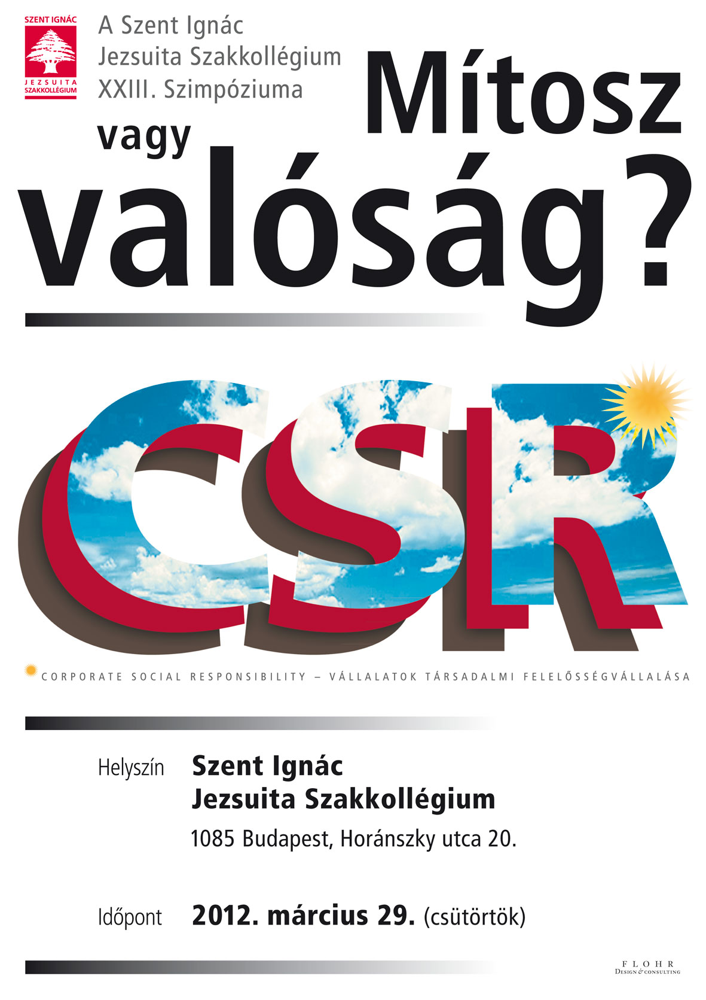 SZENT IGNÁC
JEZSUITA
SZAKKOLLÉGIUM
A Szent Ignác
Jezsuita Szakkollégium
XXIII. Szimpóziuma
Mítosz
vagy
valóság?
CSR
CORPORATE SOCIAL RESPONSIBILITY – VÁLLALATOK TÁRSADALMI FELELŐSSÉGVÁLLALÁSA
Helyszín Szent Ignác
Jezsuita Szakkollégium
1085 Budapest, Horánszky utca 20.
Időpont 2012. március 29. (csütörtök)
FLOHR
DESIGN & CONSULTING